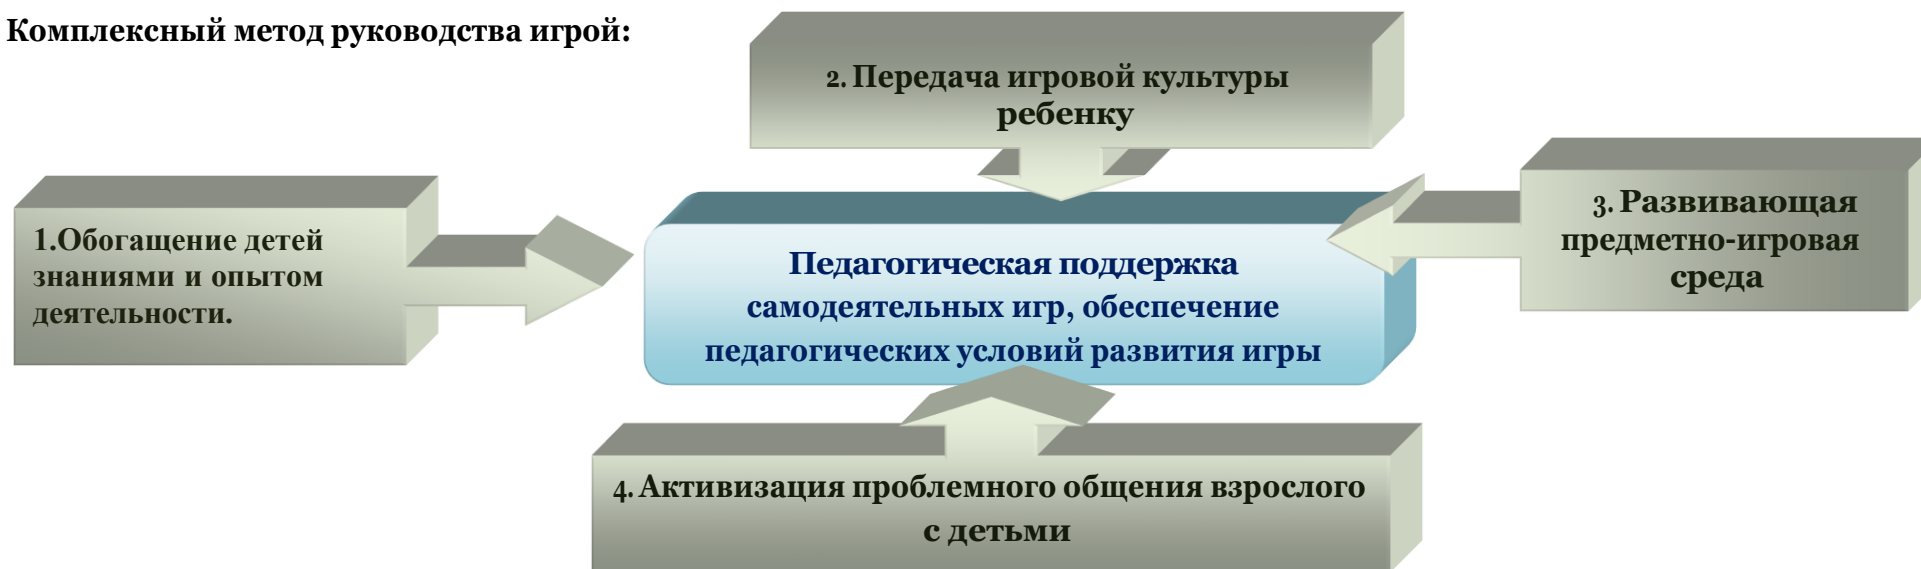 Комплексный метод руководства игрой:
2. Передача игровой культуры
ребенку
1.Обогащение детей
знаниями и опытом
деятельности.
3. Развивающая
предметно-игровая
среда
Педагогическая поддержка
самодеятельных игр, обеспечение
педагогических условий развития игры
4. Активизация проблемного общения взрослого
с детьми